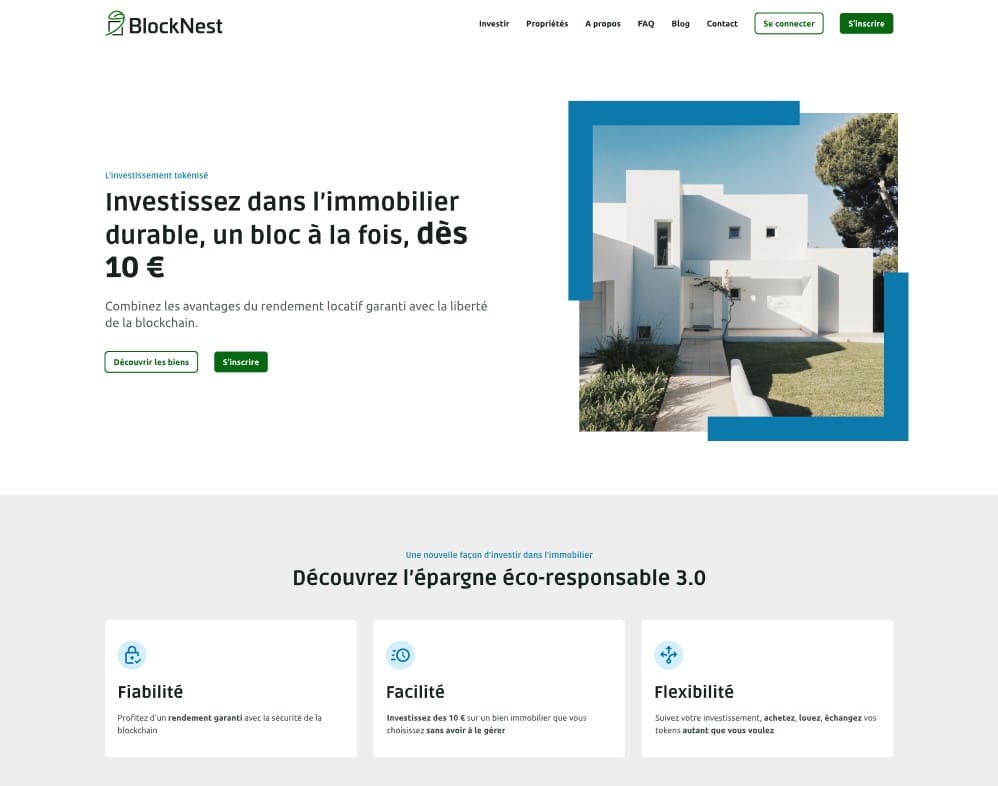 BlockNest
Investir Propriétés A propos FAQ Blog Contact Se connecter S'inscrire
L'investissement tokénisé
Investissez dans l'immobilier
durable, un bloc à la fois, dès
10 €
Combinez les avantages du rendement locatif garanti avec la liberté
de la blockchain.
Découvrir les biens S'inscrire
Une nouvelle façon d'investir dans l'immobilier
Découvrez l'épargne éco-responsable 3.0
Fiabilité
Profitez d'un rendement garanti avec la sécurité de la
blockchain
Facilité
Investissez des 10 € sur un bien immobilier que vous
choisissez sans avoir à le gérer
Flexibilité
Suivez votre investissement, achetez, louez, échangez vos
tokens autant que vous voulez